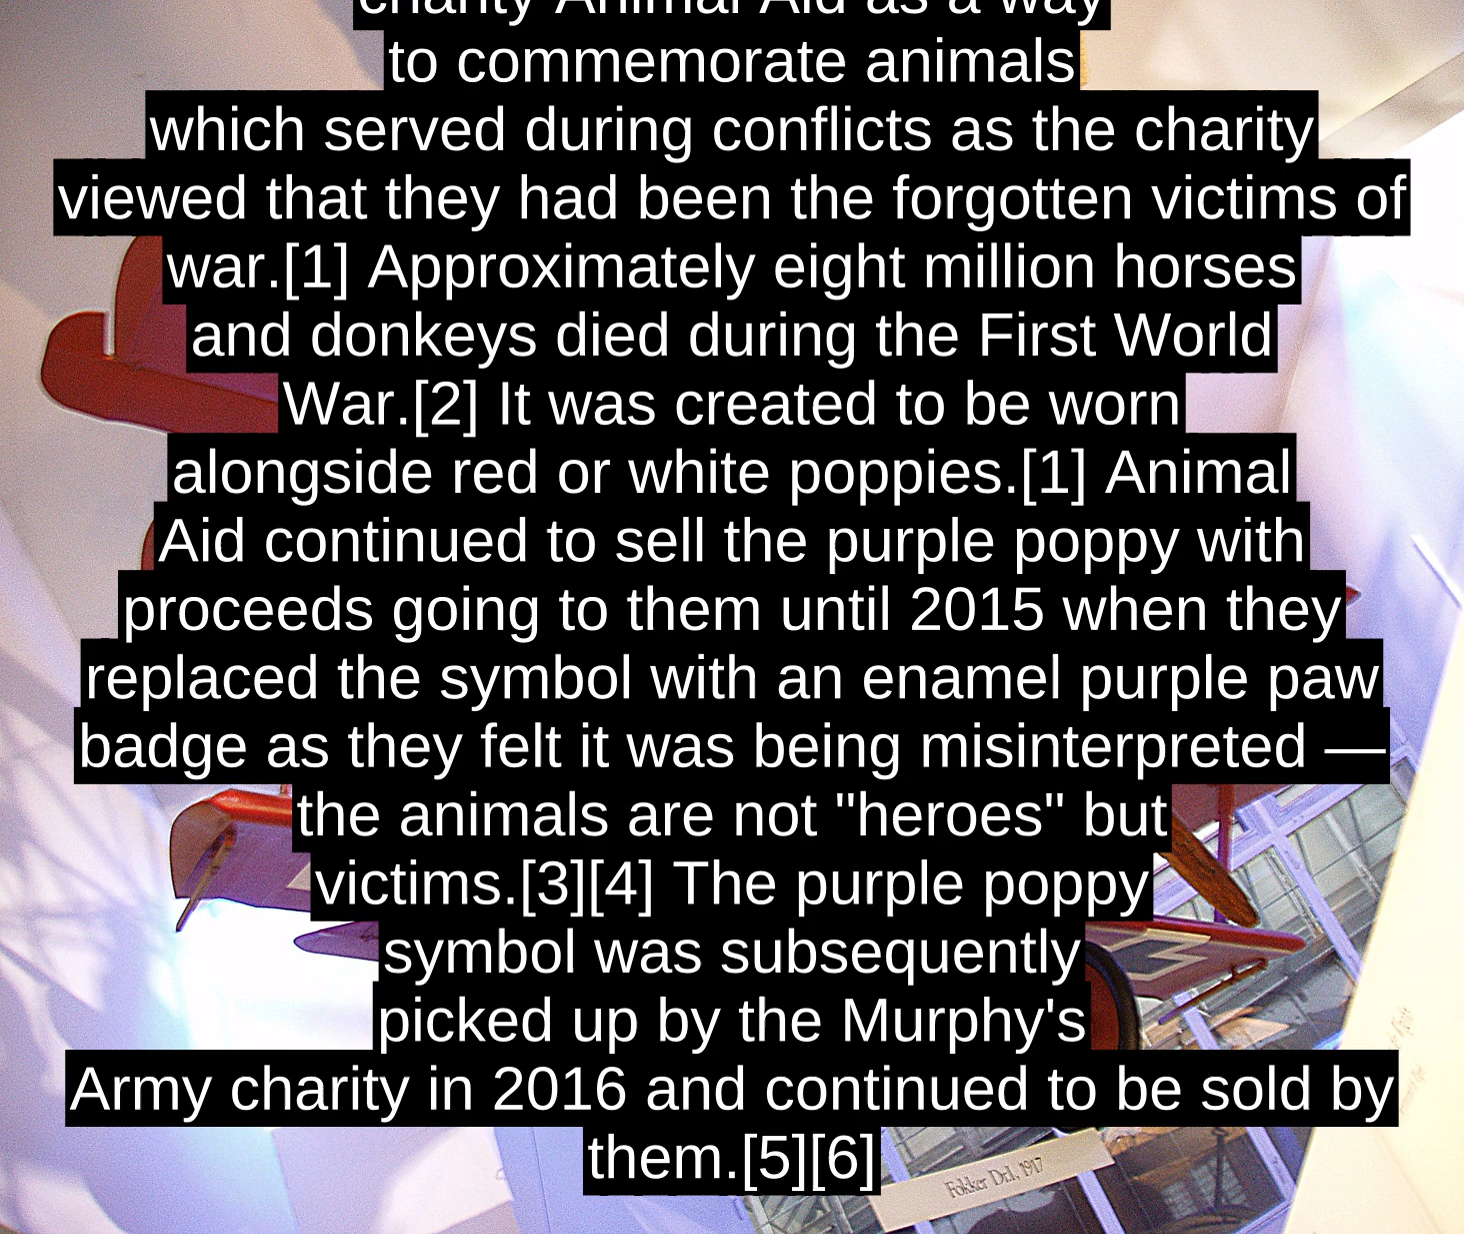 charity Animal Aid as a way
to commemorate animals
which served during conflicts as the charity
viewed that they had been the forgotten victims of
war.[1] Approximately eight million horses
and donkeys died during the First World
War.[2] It was created to be worn
alongside red or white poppies.[1] Animal
Aid continued to sell the purple poppy with
proceeds going to them until 2015 when they
replaced the symbol with an enamel purple paw
badge as they felt it was being misinterpreted —
the animals are not "heroes" but
victims.[3][4] The purple poppy
symbol was subsequently
picked up by the Murphy's
Army charity in 2016 and continued to be sold by
them.[5][6]
Fokker Dr.I, 1917